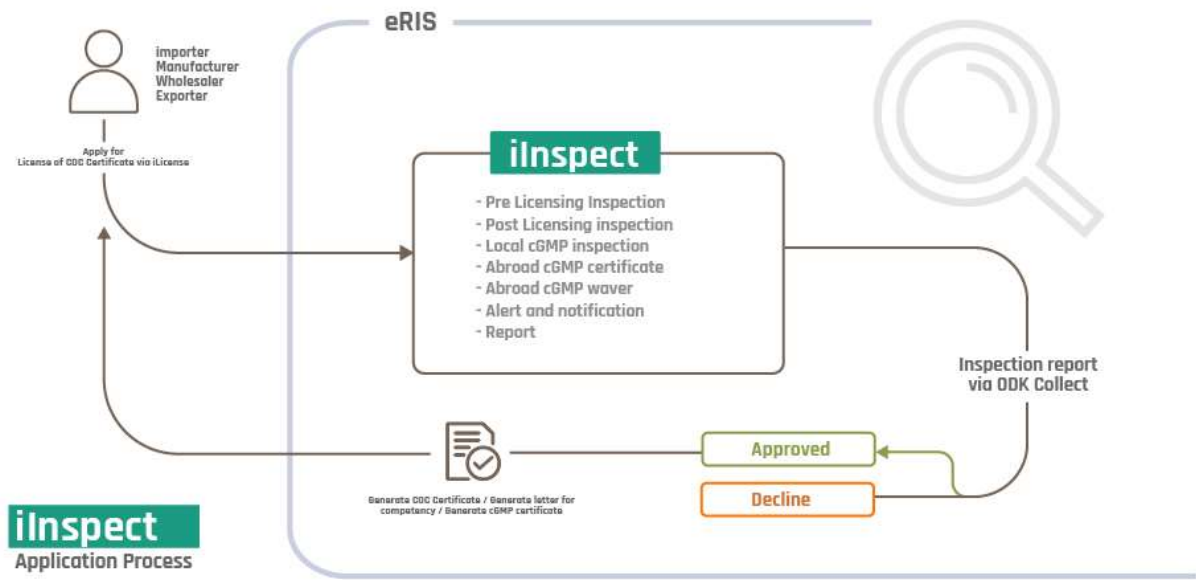 eRIS
importer
Manufacturer
Wholesaler
Exporter
Apply for
License of COC Certificate via iLicense
iInspect
- Pre Licensing Inspection
- Post Licensing inspection
- Local cGMP inspection
- Abroad cGMP certificate
- Abroad cGMP waver
- Alert and notification
- Report
Inspection report
via ODK Collect
Approved
Decline
Generate COC Certificate / Generate letter for
competency / Generate cGMP certificate
iInspect
Application Process